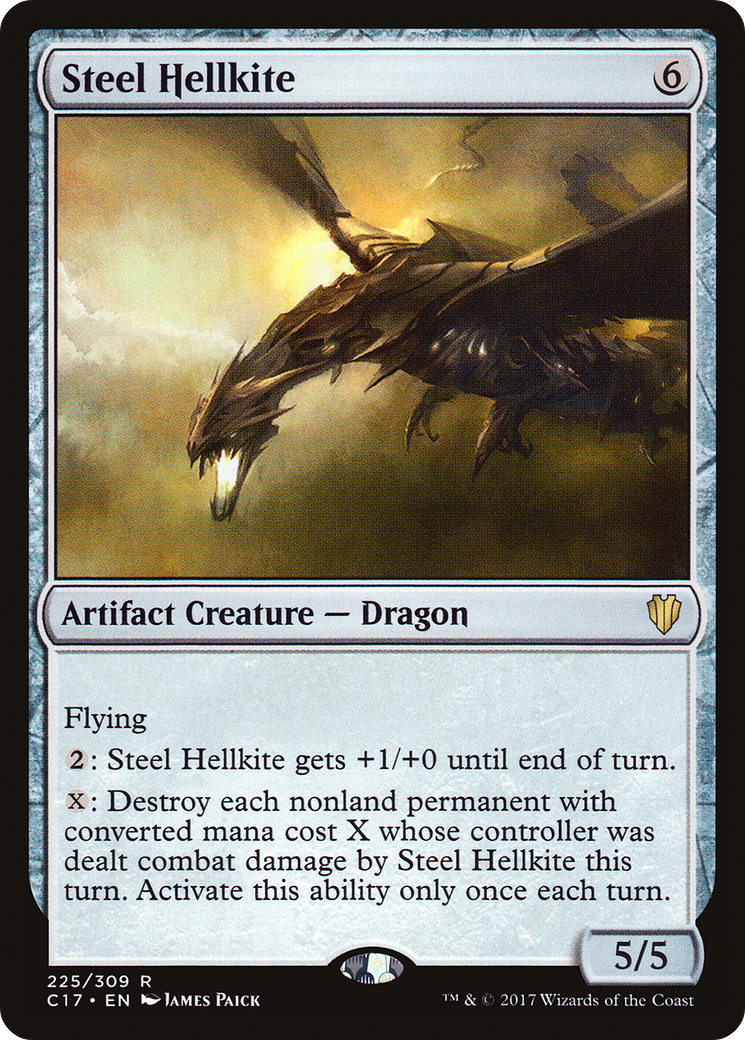 Steel Hellkite 6
Artifact Creature — Dragon
Flying
2: Steel Hellkite gets +1/+0 until end of turn.
X: Destroy each nonland permanent with
converted mana cost X whose controller was
dealt combat damage by Steel Hellkite this
turn. Activate this ability only once each turn.
5/5
225/309 R
C17 • EN James Paick
™ & © 2017 Wizards of the Coast